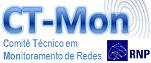 CT-Mon
Comitê Técnico em
Monitoramento de Redes
RNP